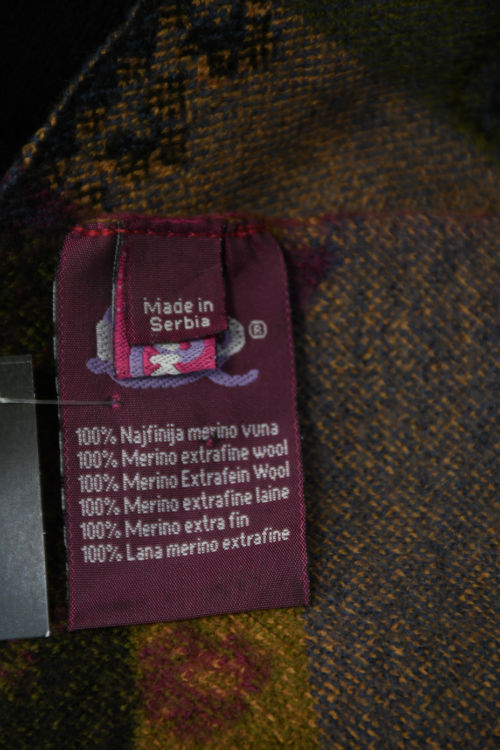 Made in
Serbia
®
100% Najfinija merino vuna
100% Merino extrafine wool
100% Merino Extrafein Wool
100% Merino extrafine laine
100% Merino extra fin
100% Lana merino extrafine